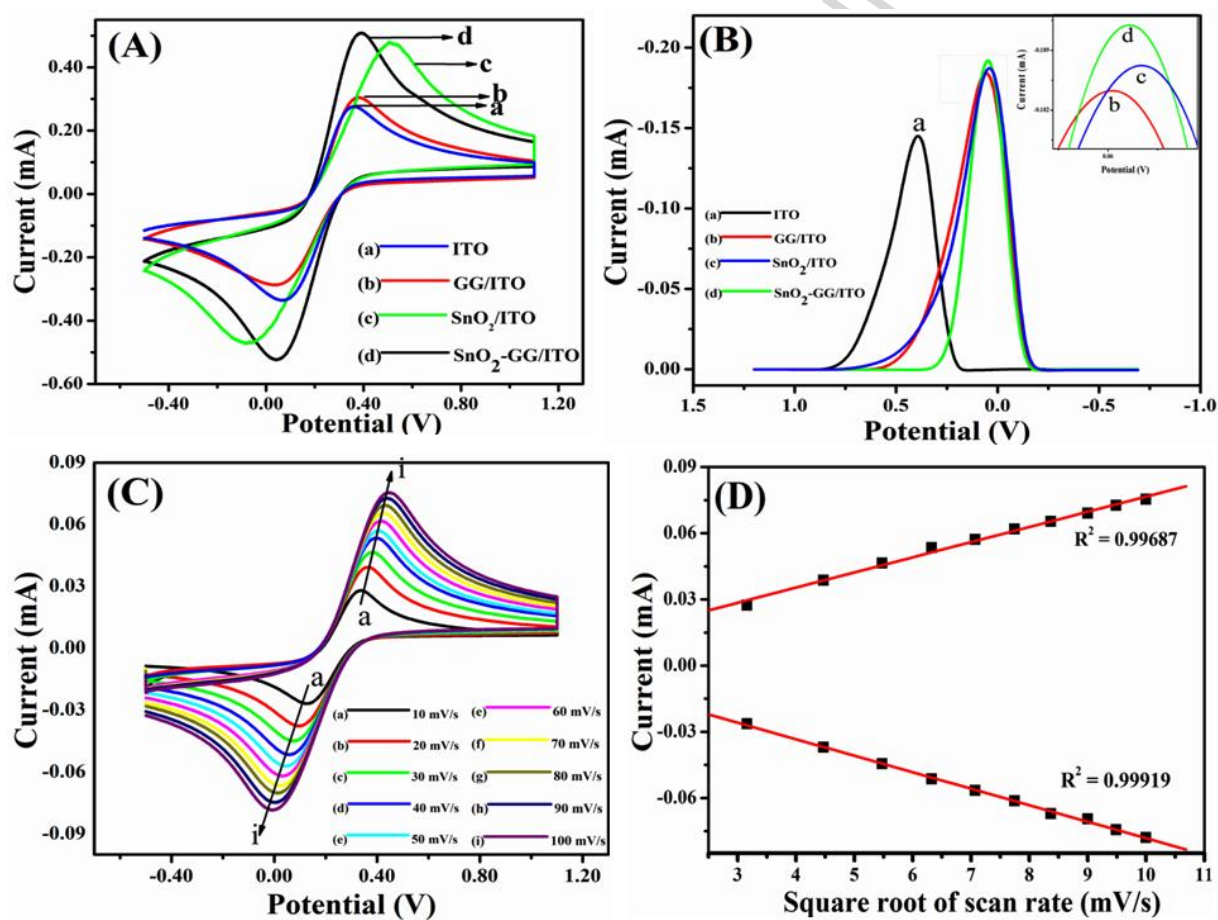 (A)
0.40
0.20
0.00
-0.20
-0.40
-0.60
Current (mA)
d
c
b
a
(a) ITO
(b) GG/ITO
(c) SnO2/ITO
(d) SnO2-GG/ITO
-0.40 0.00 0.40 0.80 1.20
Potential (V)
(B)
-0.20
-0.15
-0.10
-0.05
0.00
Current (mA)
a
(a) ITO
(b) GG/ITO
(c) SnO2/ITO
(d) SnO2-GG/ITO
1.5 1.0 0.5 0.0 -0.5 -1.0
Potential (V)
d
c
b
Current (mA)
Potential (V)
(C)
0.09
0.06
0.03
0.00
-0.03
-0.06
-0.09
Current (mA)
i
a
a
i
(a) 10 mV/s
(b) 20 mV/s
(c) 30 mV/s
(d) 40 mV/s
(e) 50 mV/s
(e) 60 mV/s
(f) 70 mV/s
(g) 80 mV/s
(h) 90 mV/s
(i) 100 mV/s
-0.40 0.00 0.40 0.80 1.20
Potential (V)
(D)
0.09
0.06
0.03
0.00
-0.03
-0.06
Current (mA)
R2 = 0.99687
R2 = 0.99919
3 4 5 6 7 8 9 10 11
Square root of scan rate (mV/s)